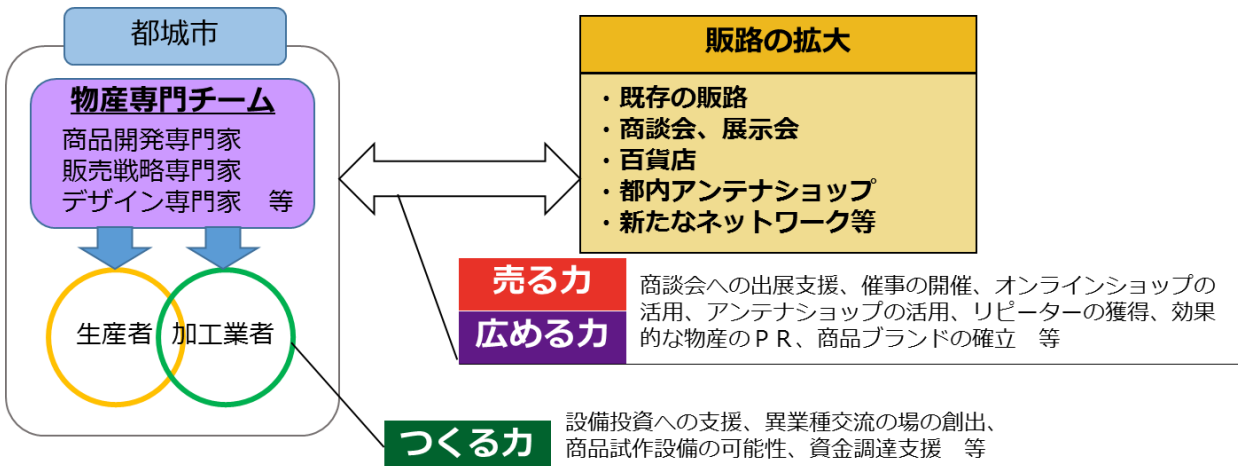 都城市
物産専門チーム
商品開発専門家
販売戦略専門家
デザイン専門家　等
生産者
加工業者
販路の拡大
・既存の販路
・商談会、展示会
・百貨店
・都内アンテナショップ
・新たなネットワーク等
売る力
広める力
商談会への出展支援、催事の開催、オンラインショップの
活用、アンテナショップの活用、リピーターの獲得、効果
的な物産のＰＲ、商品ブランドの確立　等
つくる力
設備投資への支援、異業種交流の場の創出、
商品試作設備の可能性、資金調達支援　等